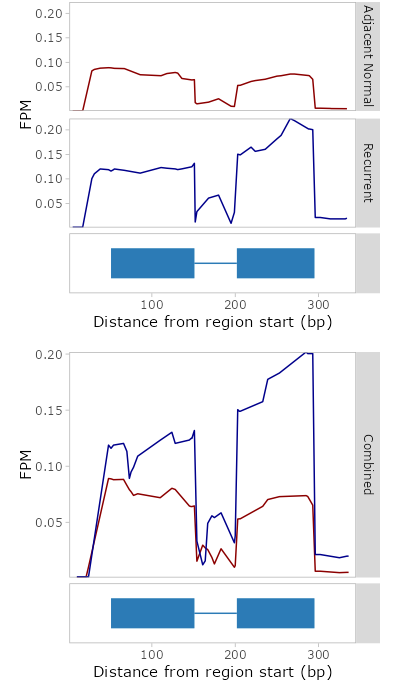 0.20
0.15
0.10
0.05
Adjacent Normal
FPM
0.20
0.15
0.10
0.05
Recurrent
100 200 300
Distance from region start (bp)
0.20
0.15
0.10
0.05
FPM
Combined
100 200 300
Distance from region start (bp)